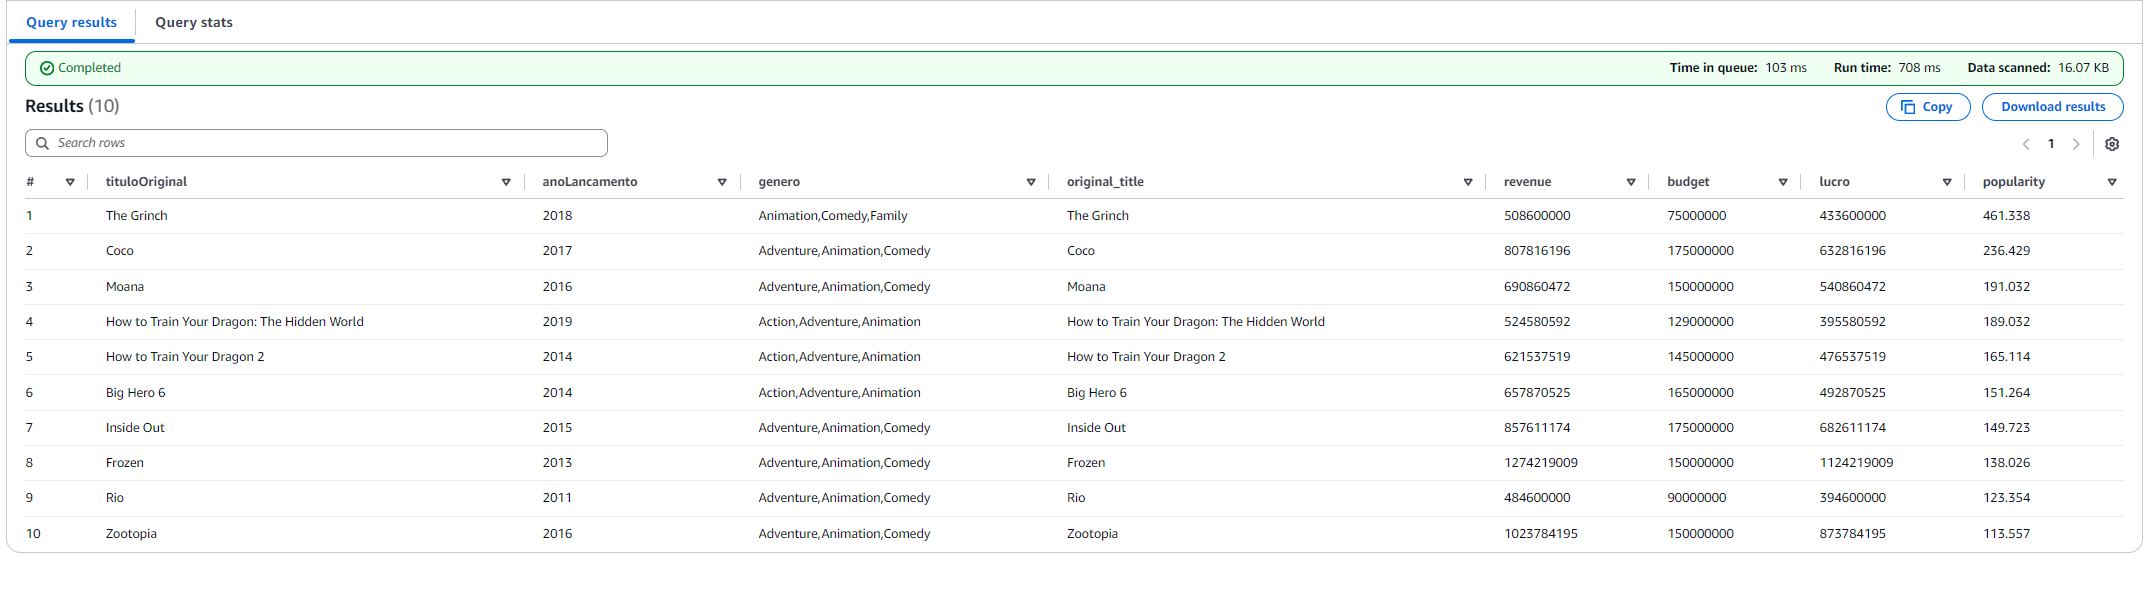 Query results Query stats
Completed Time in queue: 103 ms Run time: 708 ms Data scanned: 16.07 KB
Results (10) Copy Download results
Search rows 1
# tituloOriginal anoLancamento genero original_title revenue budget lucro popularity
1 The Grinch 2018 Animation,Comedy,Family The Grinch 508600000 75000000 433600000 461.338
2 Coco 2017 Adventure,Animation,Comedy Coco 807816196 175000000 632816196 236.429
3 Moana 2016 Adventure,Animation,Comedy Moana 690860472 150000000 540860472 191.032
4 How to Train Your Dragon: The Hidden World 2019 Action,Adventure,Animation How to Train Your Dragon: The Hidden World 524580592 129000000 395580592 189.032
5 How to Train Your Dragon 2 2014 Action,Adventure,Animation How to Train Your Dragon 2 621537519 145000000 476537519 165.114
6 Big Hero 6 2014 Action,Adventure,Animation Big Hero 6 657870525 165000000 492870525 151.264
7 Inside Out 2015 Adventure,Animation,Comedy Inside Out 857611174 175000000 682611174 149.723
8 Frozen 2013 Adventure,Animation,Comedy Frozen 1274219009 150000000 1124219009 138.026
9 Rio 2011 Adventure,Animation,Comedy Rio 484600000 90000000 394600000 123.354
10 Zootopia 2016 Adventure,Animation,Comedy Zootopia 1023784195 150000000 873784195 113.557